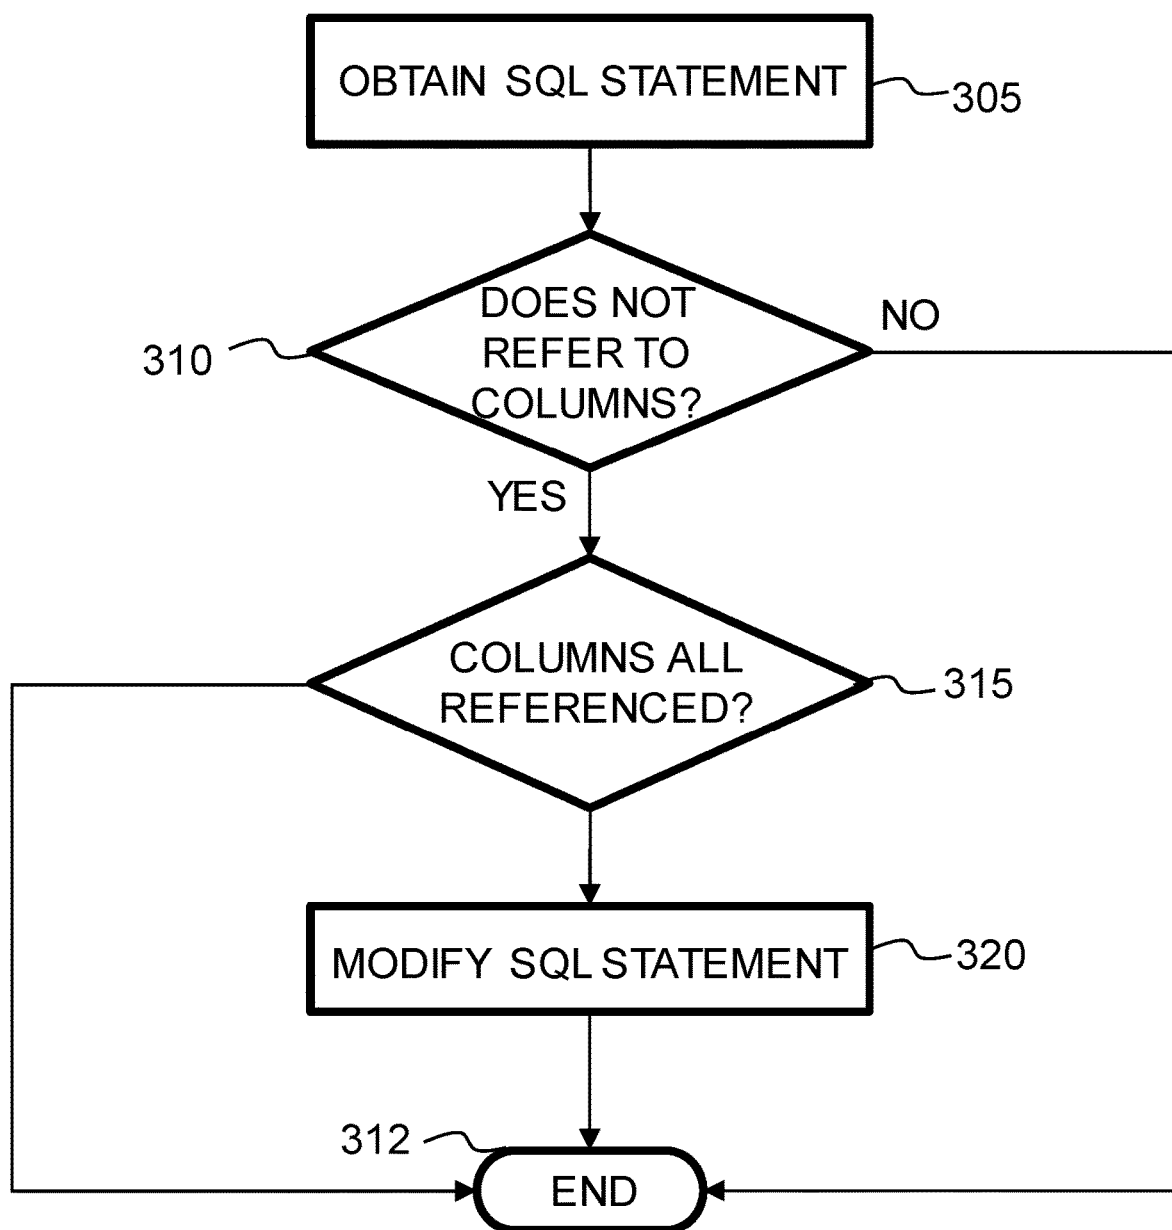 OBTAIN SQL STATEMENT
305
DOES NOT
REFER TO
COLUMNS?
NO
310
YES
COLUMNS ALL
REFERENCED?
315
MODIFY SQL STATEMENT
320
312
END